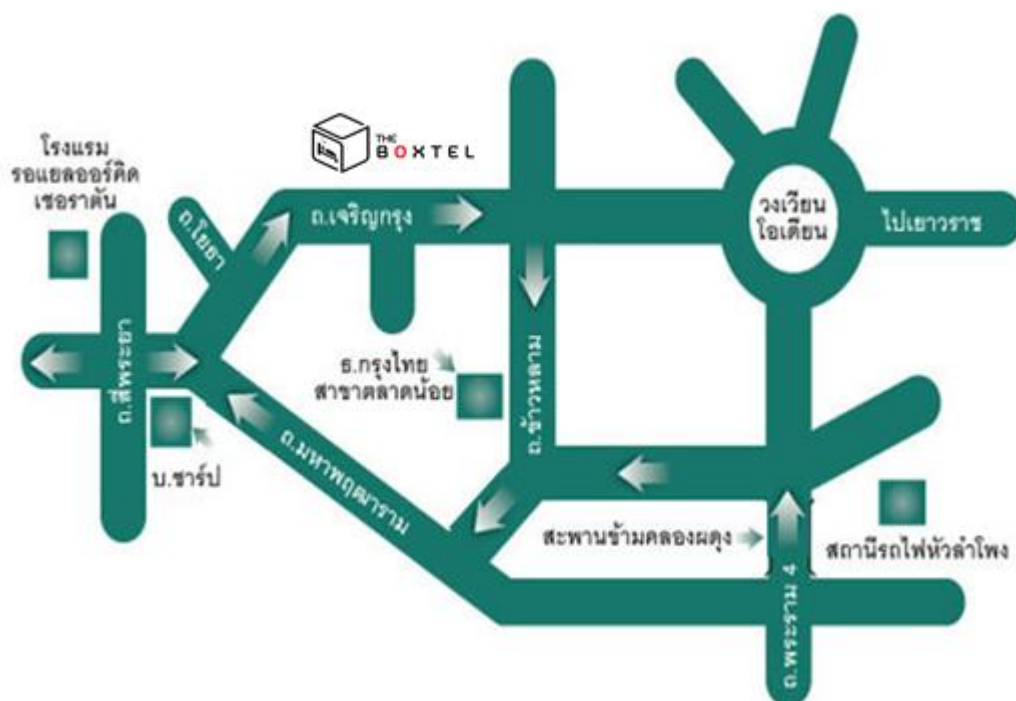 THE
BOXTEL
โรงแรม
รอแยลออร์คิด
เชอราตัน
ถ.โยธา
ถ.เจริญกรุง
วงเวียน
โอเดียน
ไปเยาวราช
ถ.สี่พระยา
ธ.กรุงไทย
สาขาตลาดน้อย
ถ.ข้าวหลาม
บ.ชาร์ป
ถ.มหาพฤฒาราม
สะพานข้ามคลองผดุง
สถานีรถไฟหัวลำโพง
ถ.พระราม 4